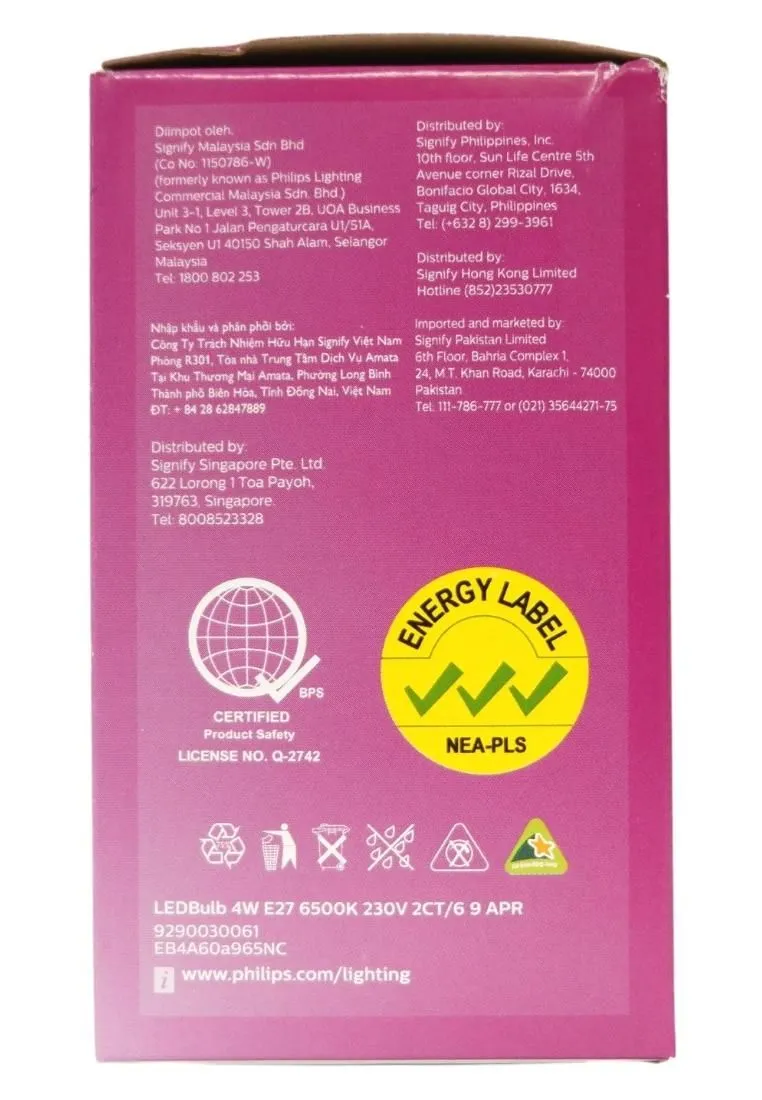 Diimpot oleh,
Signify Malaysia Sdn Bhd
(Co No: 1150786-W)
(formerly known as Philips Lighting
Commercial Malaysia Sdn. Bhd.)
Unit 3-1, Level 3, Tower 2B, UOA Business
Park No 1 Jalan Pengaturcara U1/51A,
Seksyen U1 40150 Shah Alam, Selangor
Malaysia
Tel: 1800 802 253
Nhập khẩu và phân phối bởi:
Công Ty Trách Nhiệm Hữu Hạn Signify Việt Nam
Phòng R301, Tòa nhà Trung Tâm Dịch Vụ Amata
Tại Khu Thương Mại Amata, Phường Long Bình
Thành phố Biên Hòa, Tỉnh Đồng Nai, Việt Nam
ĐT: + 84 28 62847889
Distributed by:
Signify Singapore Pte. Ltd.
622 Lorong 1 Toa Payoh,
319763, Singapore.
Tel: 8008523328
Distributed by:
Signify Philippines, Inc.
10th floor, Sun Life Centre 5th
Avenue corner Rizal Drive,
Bonifacio Global City, 1634,
Taguig City, Philippines
Tel: (+632 8) 299-3961
Distributed by:
Signify Hong Kong Limited
Hotline (852)23530777
Imported and marketed by:
Signify Pakistan Limited
6th Floor, Bahria Complex 1,
24, M.T. Khan Road, Karachi - 74000
Pakistan
Tel: 111-786-777 or (021) 35644271-75
BPS
CERTIFIED
Product Safety
LICENSE NO. Q-2742
ENERGY LABEL
NEA-PLS
LEDBulb 4W E27 6500K 230V 2CT/6 9 APR
9290030061
EB4A60a965NC
i www.philips.com/lighting